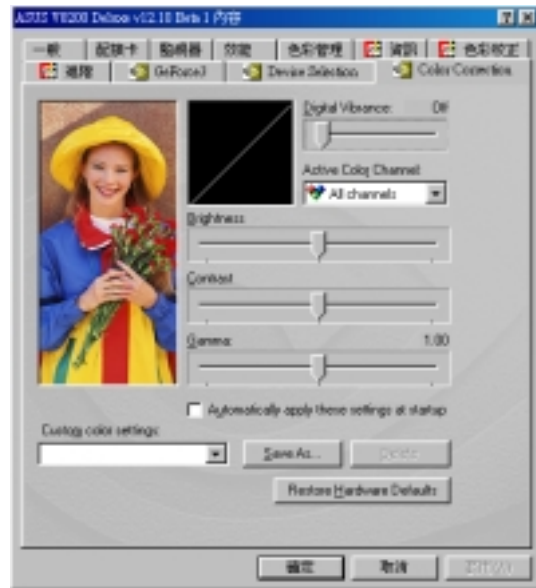 ASUS V8200 Deluxe v12.10 Beta 1 內容
一般 配接卡 監視器 效能 色彩管理 資訊 色彩校正
進階 GeForce3 Device Selection Color Correction
Digital Vibrance: Off
Active Color Channel:
All channels
Brightness
Contrast
Gamma: 1.00
Automatically apply these settings at startup
Custom color settings:
Save As... Delete
Restore Hardware Defaults
確定 取消 套用(A)